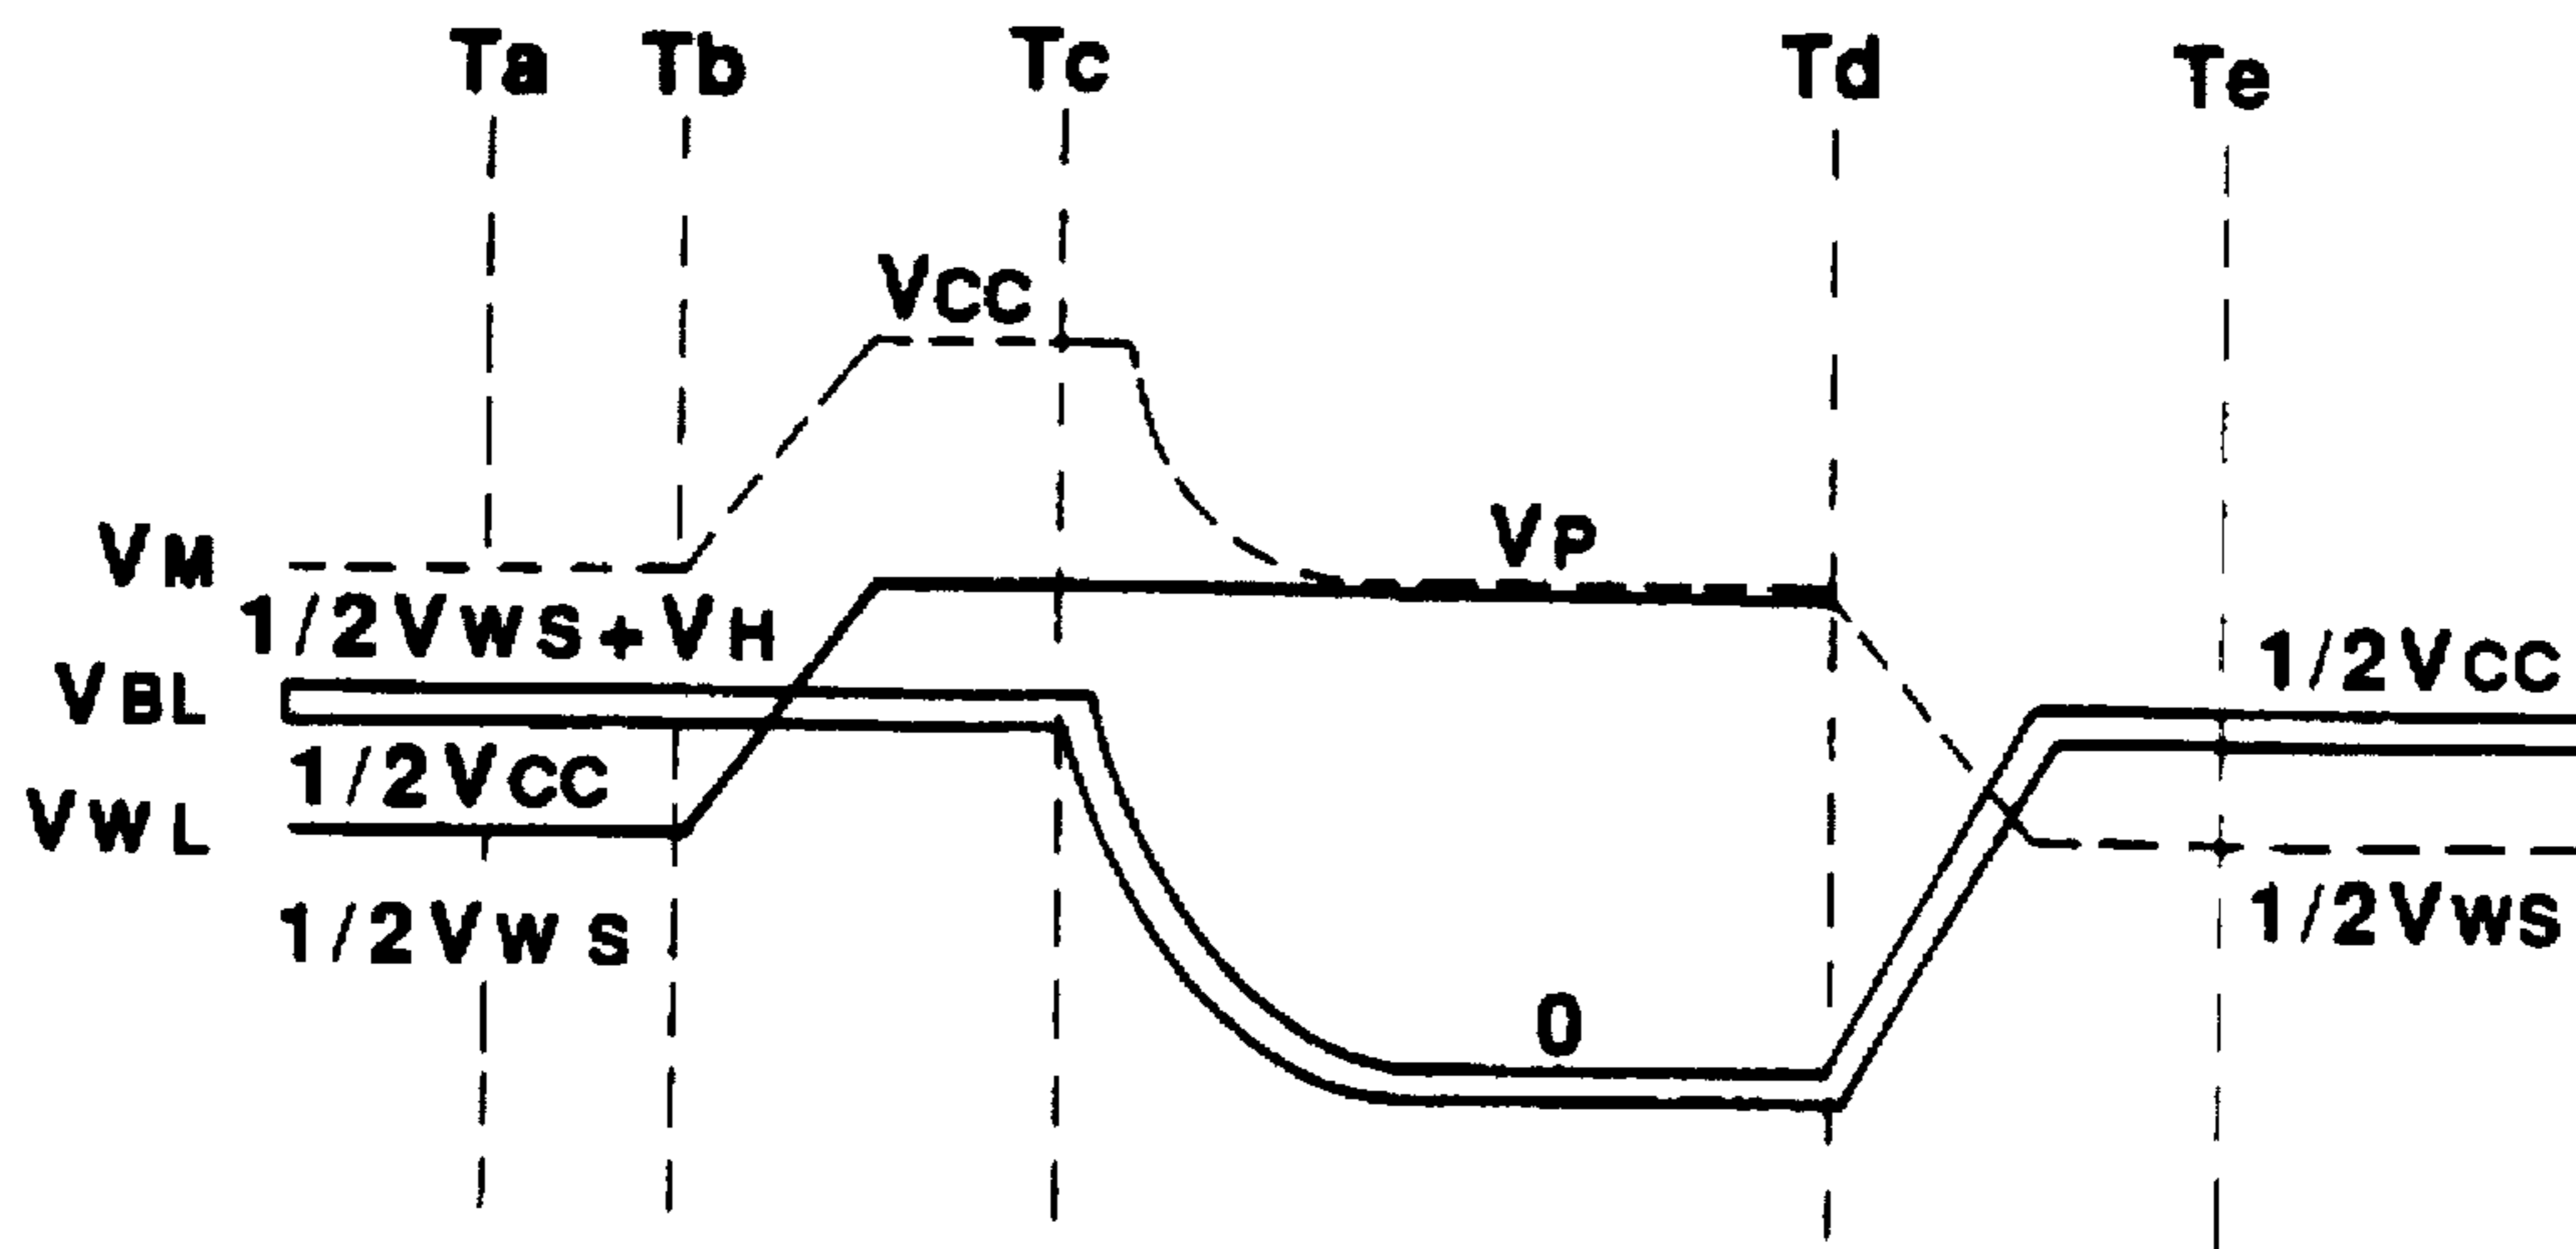 Ta Tb Tc Td Te
VCC
VM
VP
1/2VWS+VH
1/2VCC
VBL
1/2VCC
VWL
1/2VWS
1/2VWS
0